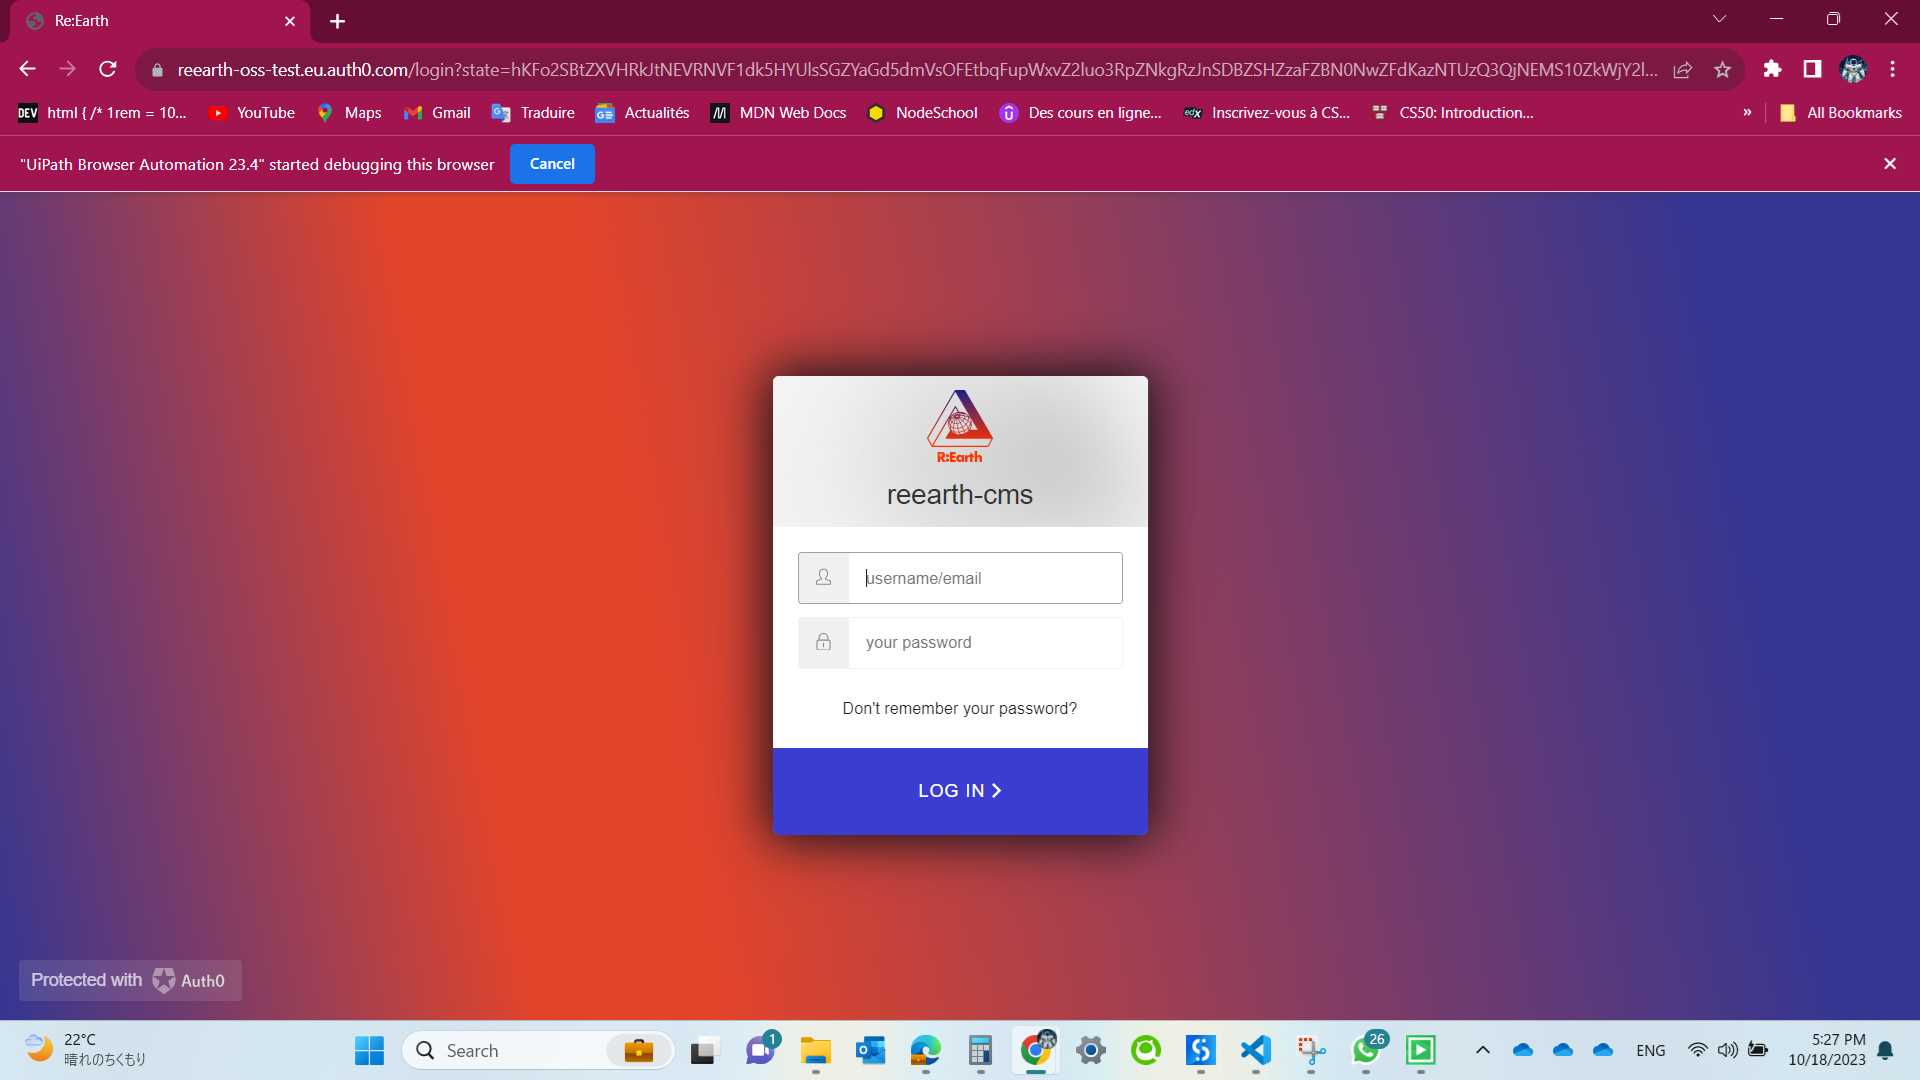 Re:Earth
reearth-oss-test.eu.auth0.com/login?state=hKFo2SBtZXVHRkJtNEVRNVF1dk5HYUlsSGZYaGd5dmVsOFEtbqFupWxvZ2luo3RpZNkgRzJnSDBZSHZzaFZBN0NwZFdKazNTUzQ3QjNEMS10ZkWjY2l...
DEV html { /* 1rem = 10... YouTube Maps Gmail Traduire Actualités MDN Web Docs NodeSchool Des cours en ligne... edX Inscrivez-vous à CS... CS50: Introduction... » All Bookmarks
"UiPath Browser Automation 23.4" started debugging this browser Cancel
R:Earth
reearth-cms
username/email
your password
Don't remember your password?
LOG IN
Protected with Auth0
22°C
晴れのちくもり
Search
1
26
ENG
5:27 PM
10/18/2023